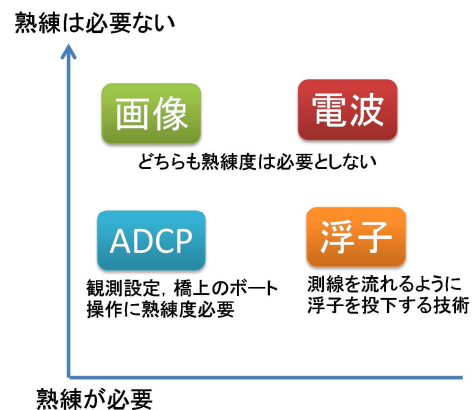 熟練は必要ない
画像
電波
どちらも熟練度は必要としない
ADCP
浮子
観測設定，橋上のボート
操作に熟練度必要
測線を流れるように
浮子を投下する技術
熟練が必要